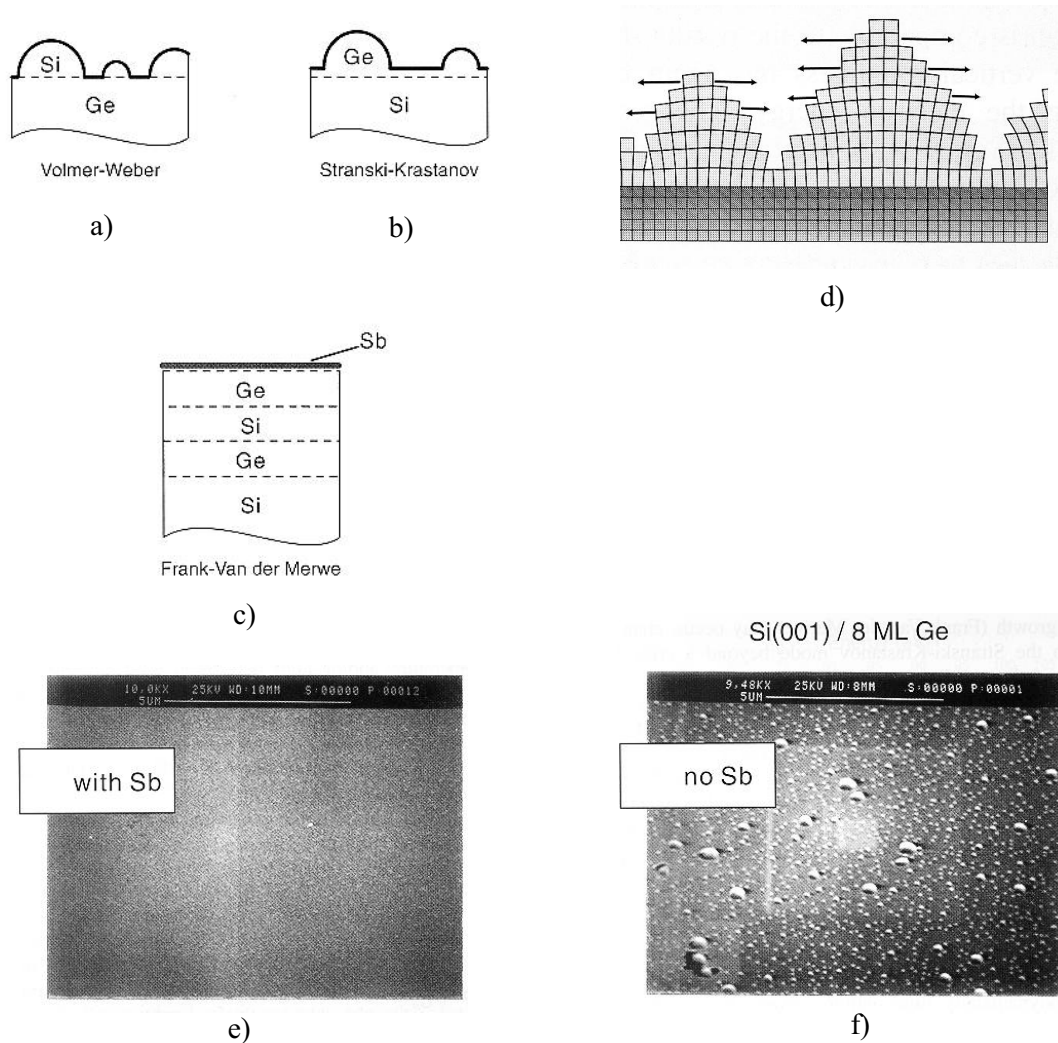 Si
Ge
Volmer-Weber
a)
Ge
Si
Stranski-Krastanov
b)
d)
Sb
Ge
Si
Ge
Si
Frank-Van der Merwe
c)
10,0KX 25KV WD:10MM S:00000 P:00012
5UM
with Sb
e)
Si(001) / 8 ML Ge
9,48KX 25KV WD:8MM S:00000 P:00001
5UM
no Sb
f)